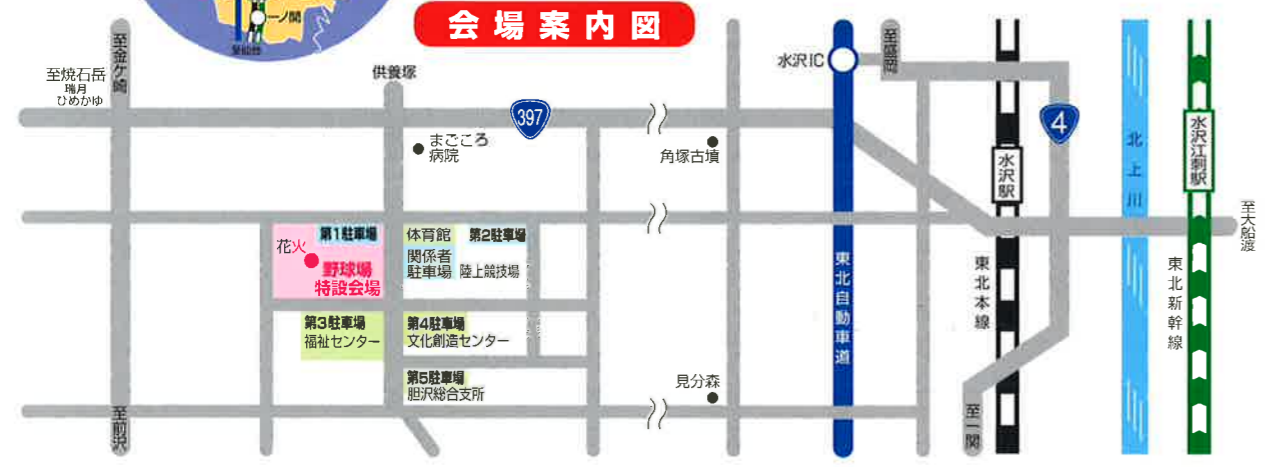 一ノ関
至仙台
会場案内図
至金ケ崎
至焼石岳
瑞月
ひめかゆ
供養塚
397
まごころ
病院
角塚古墳
水沢IC
至盛岡
4
水沢駅
北上川
水沢江刺駅
至大船渡
花火
第1駐車場
野球場
特設会場
体育館
第2駐車場
関係者
駐車場
陸上競技場
第3駐車場
福祉センター
第4駐車場
文化創造センター
第5駐車場
胆沢総合支所
見分森
東北自動車道
東北本線
東北新幹線
至前沢
至一関